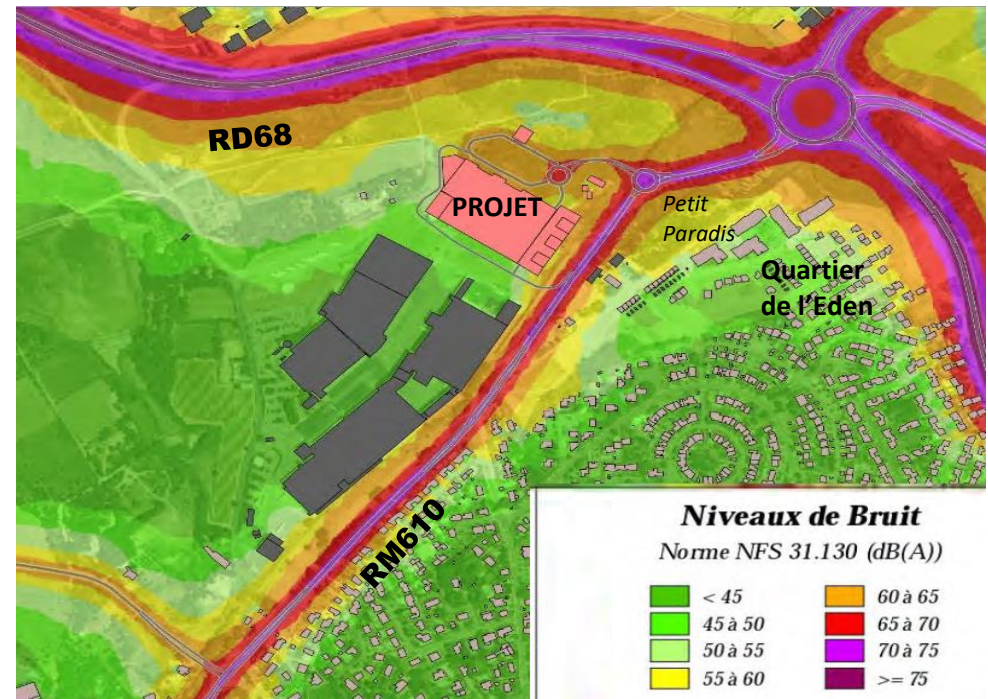 RD68
PROJET
Petit
Paradis
Quartier
de l'Eden
RM610
Niveaux de Bruit
Norme NFS 31.130 (dB(A))
< 45
45 à 50
50 à 55
55 à 60
60 à 65
65 à 70
70 à 75
>= 75